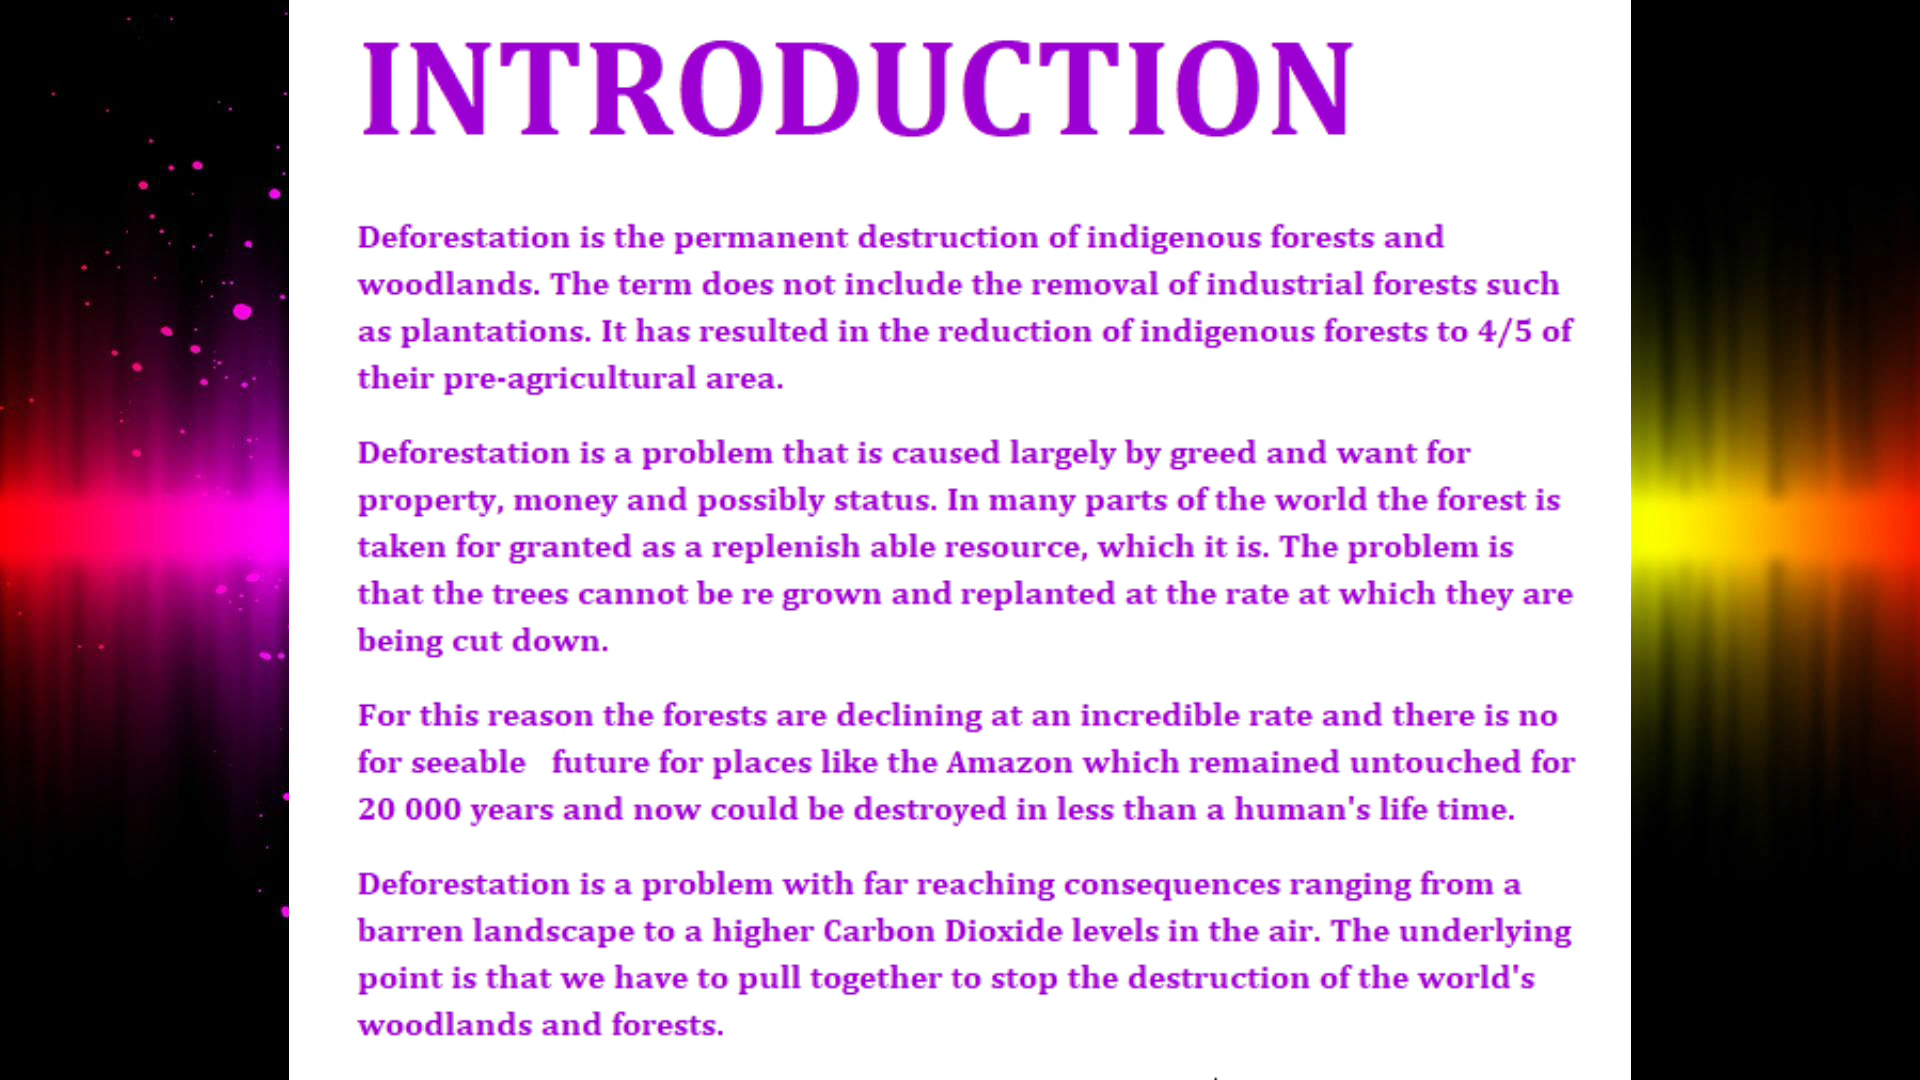 INTRODUCTION
Deforestation is the permanent destruction of indigenous forests and
woodlands. The term does not include the removal of industrial forests such
as plantations. It has resulted in the reduction of indigenous forests to 4/5 of
their pre-agricultural area.
Deforestation is a problem that is caused largely by greed and want for
property, money and possibly status. In many parts of the world the forest is
taken for granted as a replenish able resource, which it is. The problem is
that the trees cannot be re grown and replanted at the rate at which they are
being cut down.
For this reason the forests are declining at an incredible rate and there is no
for seeable   future for places like the Amazon which remained untouched for
20 000 years and now could be destroyed in less than a human's life time.
Deforestation is a problem with far reaching consequences ranging from a
barren landscape to a higher Carbon Dioxide levels in the air. The underlying
point is that we have to pull together to stop the destruction of the world's
woodlands and forests.